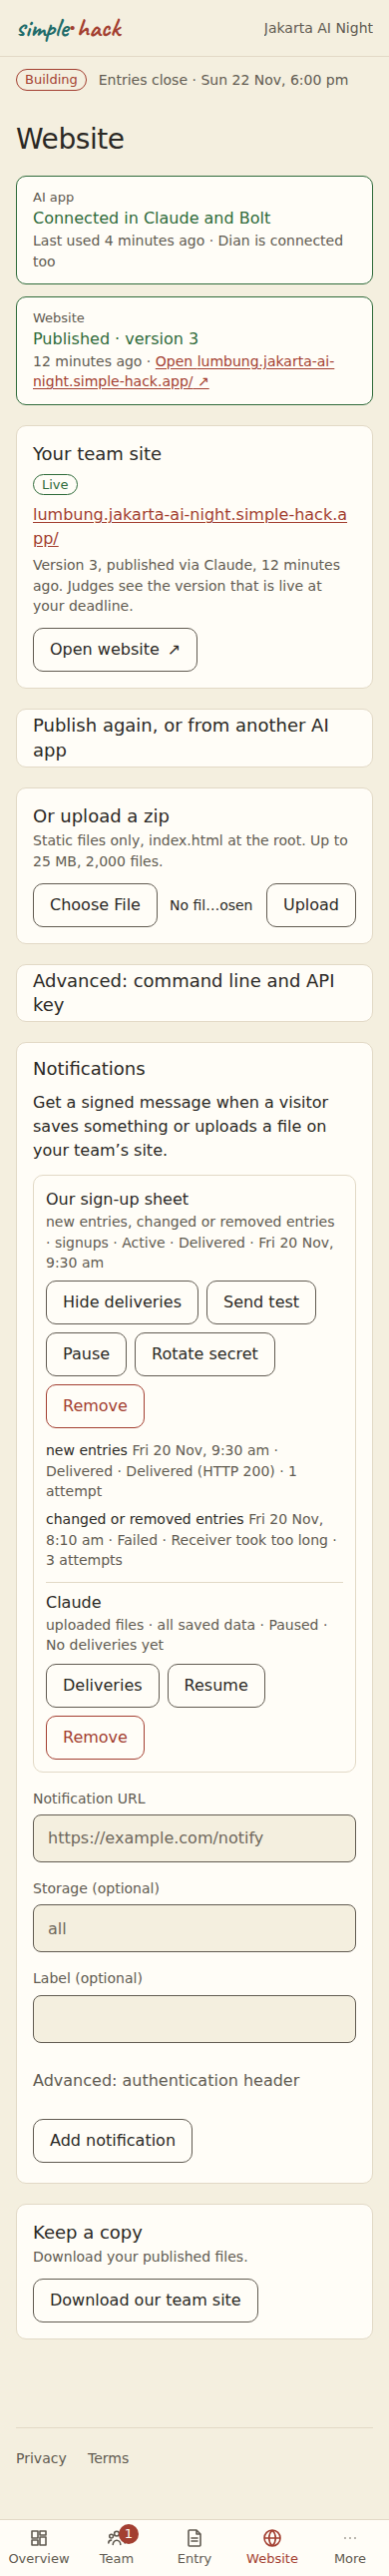 simple·hack
Jakarta AI Night
Building
Entries close · Sun 22 Nov, 6:00 pm
Website
AI app
Connected in Claude and Bolt
Last used 4 minutes ago · Dian is connected
too
Website
Published · version 3
12 minutes ago · Open lumbung.jakarta-ai-
night.simple-hack.app/ ↗
Your team site
Live
lumbung.jakarta-ai-night.simple-hack.a
pp/
Version 3, published via Claude, 12 minutes
ago. Judges see the version that is live at
your deadline.
Open website ↗
Publish again, or from another AI
app
Or upload a zip
Static files only, index.html at the root. Up to
25 MB, 2,000 files.
Choose File
No fil…osen
Upload
Advanced: command line and API
key
Notifications
Get a signed message when a visitor
saves something or uploads a file on
your team’s site.
Our sign-up sheet
new entries, changed or removed entries
· signups · Active · Delivered · Fri 20 Nov,
9:30 am
Hide deliveries
Send test
Pause
Rotate secret
Remove
new entries Fri 20 Nov, 9:30 am ·
Delivered · Delivered (HTTP 200) · 1
attempt
changed or removed entries Fri 20 Nov,
8:10 am · Failed · Receiver took too long ·
3 attempts
Claude
uploaded files · all saved data · Paused ·
No deliveries yet
Deliveries
Resume
Remove
Notification URL
https://example.com/notify
Storage (optional)
all
Label (optional)
Advanced: authentication header
Add notification
Keep a copy
Download your published files.
Download our team site
Privacy
Terms
1
Overview
Team
Entry
Website
More